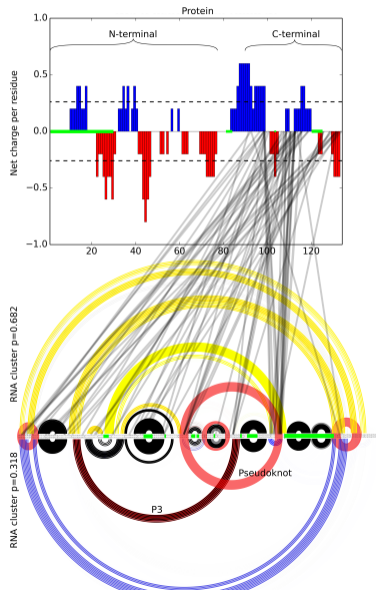 Protein
N-terminal
C-terminal
Net charge per residue
1.0
0.5
0.0
−0.5
−1.0
20
40
60
80
100
120
RNA cluster p=0.682
RNA cluster p=0.318
Pseudoknot
P3